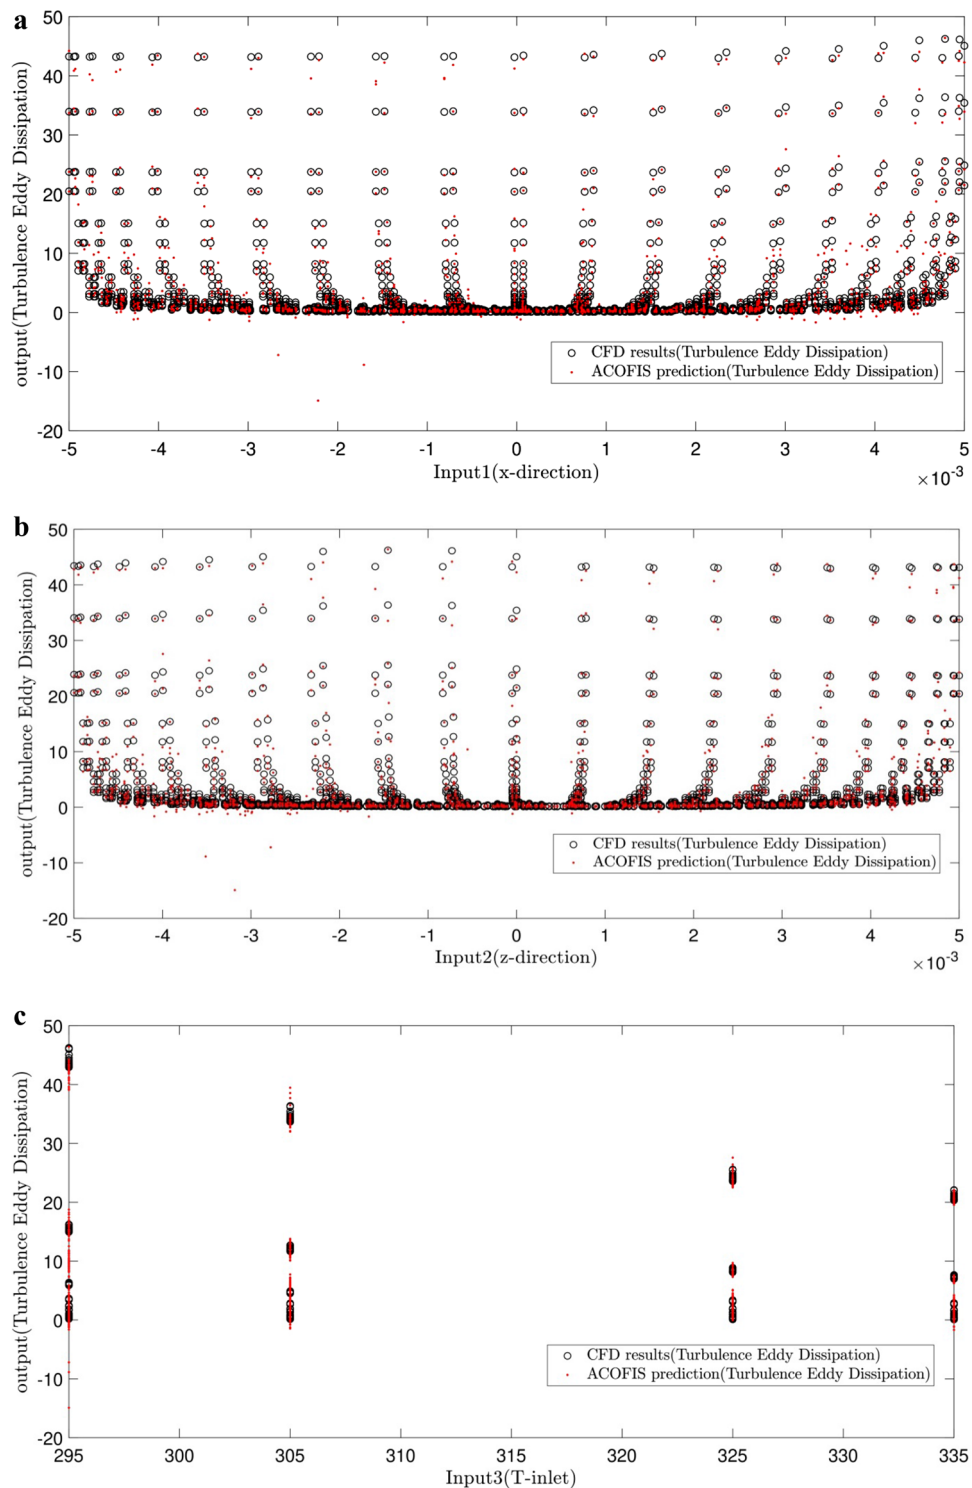 a
50
40
30
20
10
0
-10
-20
output(Turbulence Eddy Dissipation)
CFD results(Turbulence Eddy Dissipation)
ACOFIS prediction(Turbulence Eddy Dissipation)
-5 -4 -3 -2 -1 0 1 2 3 4 5
Input1(x-direction)
×10-3
b
50
40
30
20
10
0
-10
-20
output(Turbulence Eddy Dissipation)
CFD results(Turbulence Eddy Dissipation)
ACOFIS prediction(Turbulence Eddy Dissipation)
-5 -4 -3 -2 -1 0 1 2 3 4 5
Input2(z-direction)
×10-3
c
50
40
30
20
10
0
-10
-20
output(Turbulence Eddy Dissipation)
CFD results(Turbulence Eddy Dissipation)
ACOFIS prediction(Turbulence Eddy Dissipation)
295 300 305 310 315 320 325 330 335
Input3(T-inlet)